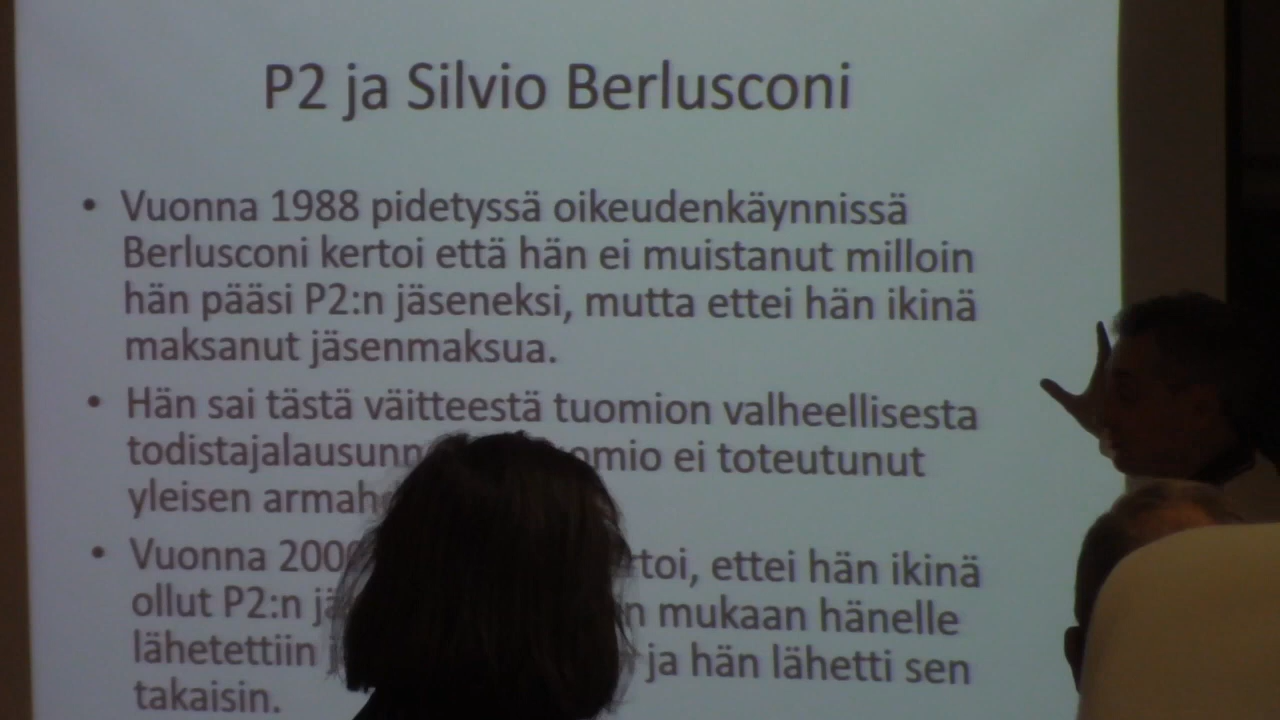 P2 ja Silvio Berlusconi
• Vuonna 1988 pidetyssä oikeudenkäynnissä
Berlusconi kertoi että hän ei muistanut milloin
hän pääsi P2:n jäseneksi, mutta ettei hän ikinä
maksanut jäsenmaksua.
• Hän sai tästä väitteestä tuomion valheellisesta
ei toteutunut
yleisen
• Vuonna ettei hän ikinä
ollut P2:n mukaan hänelle
lähetettiin ja hän lähetti sen
takaisin.